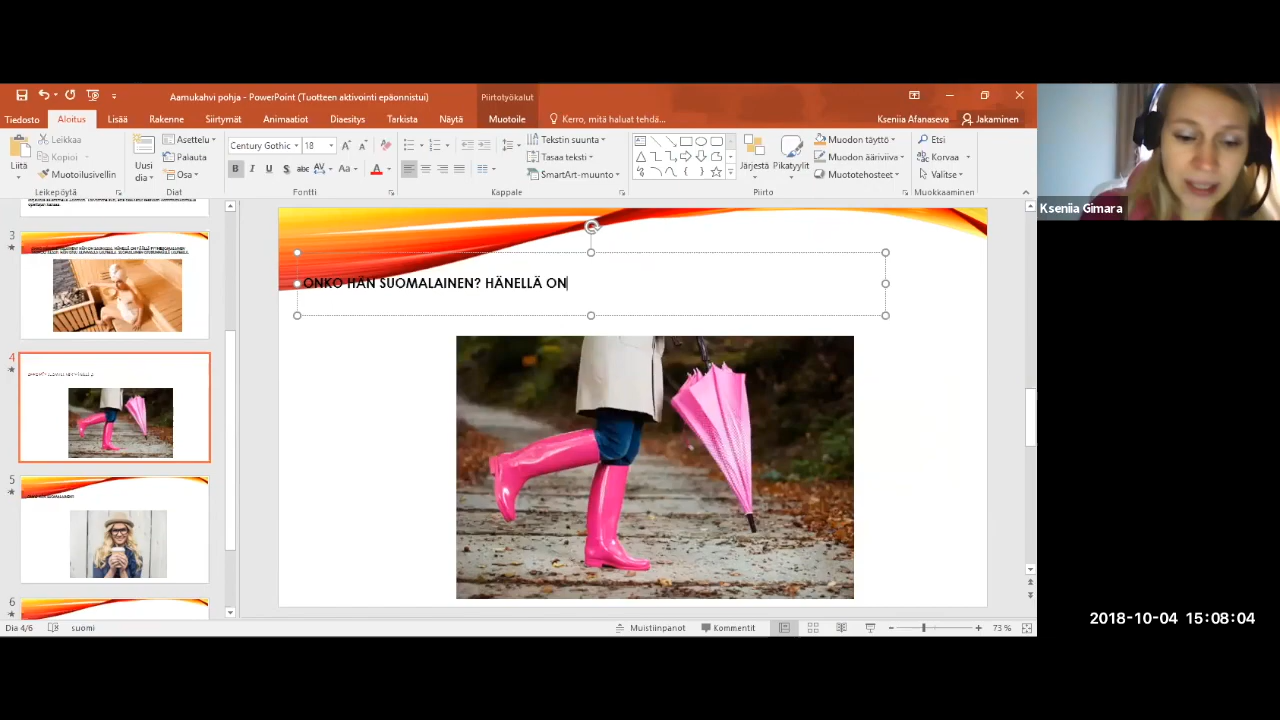 Aamukahvi pohja - PowerPoint (Tuotteen aktivointi epäonnistui)
Piirtotyökalut
Tiedosto
Aloitus
Lisää
Rakenne
Siirtymät
Animaatiot
Diaesitys
Tarkista
Näytä
Muotoile
Kerro, mitä haluat tehdä...
Kseniia Afanaseva
Jakaminen
Liitä
Leikkaa
Kopioi
Muotoilusivellin
Leikepöytä
Uusi dia
Asettelu
Palauta
Osa
Diat
Century Gothic
18
Fontti
Tekstin suunta
Tasaa teksti
SmartArt-muunto
Kappale
Järjestä
Pikatyylit
Muodon täyttö
Muodon ääriviiva
Muototehosteet
Piirto
Etsi
Korvaa
Valitse
Muokkaaminen
Kseniia Gimara
3
4
5
6
ONKO HÄN SUOMALAINEN? HÄNELLÄ ON
Dia 4/6
suomi
Muistiinpanot
Kommentit
73 %
2018-10-04 15:08:04